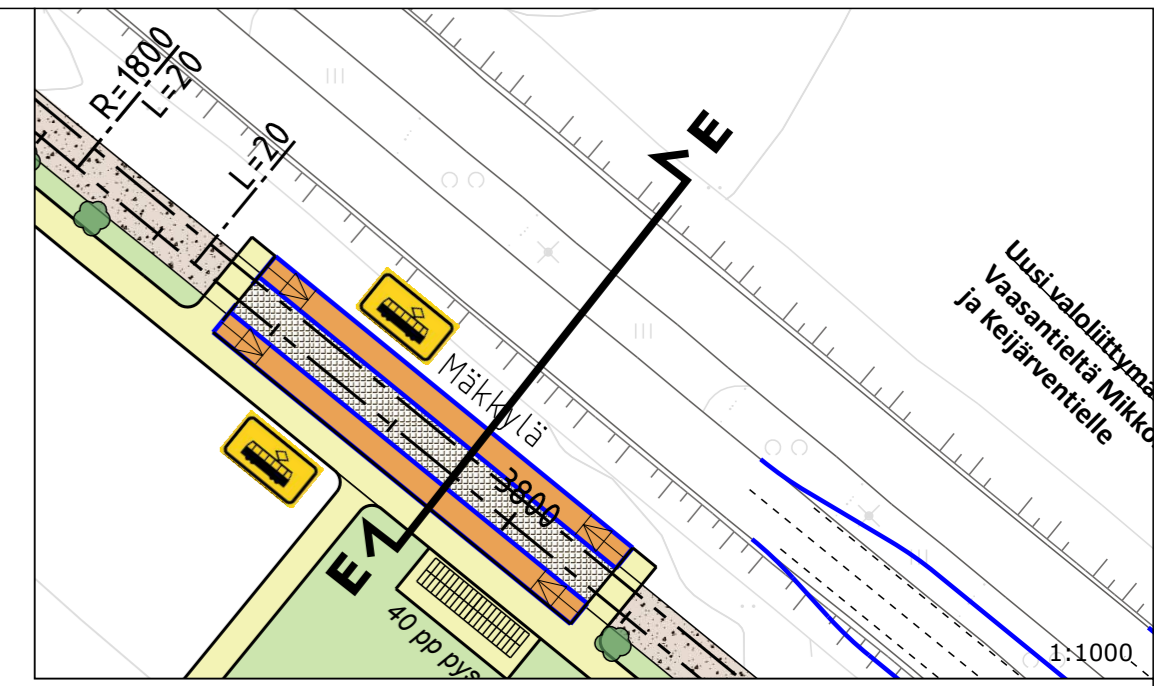 R=1800
L=20
L=20
E
Mäkkylä
3800
E
40 pp pys
Uusi valoliittymä
Vaasantieltä Mikko
ja Keijärventielle
1:1000